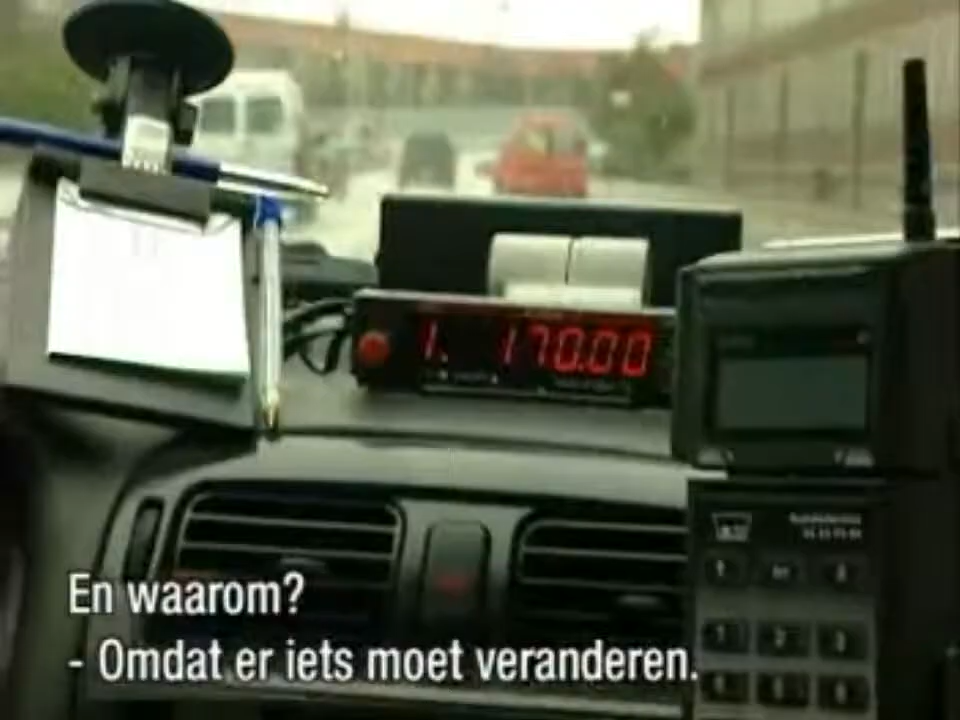 1. 170.00
En waarom?
- Omdat er iets moet veranderen.